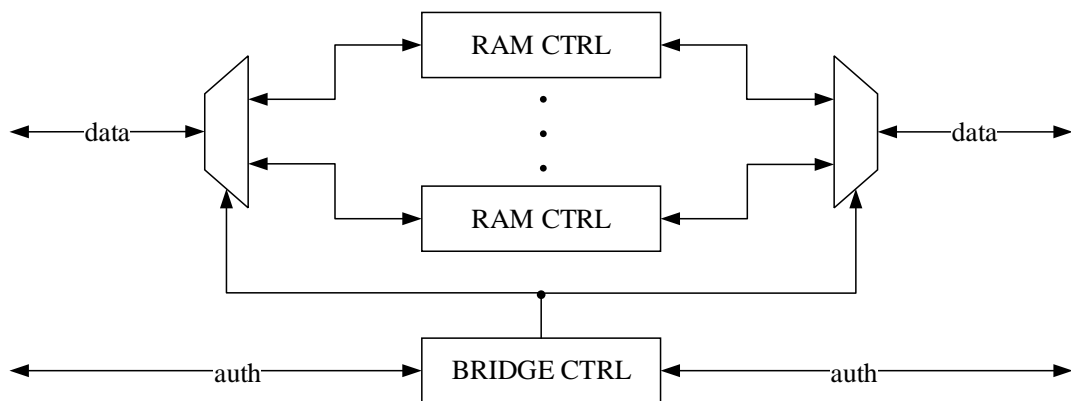 RAM CTRL
data
data
RAM CTRL
auth
BRIDGE CTRL
auth